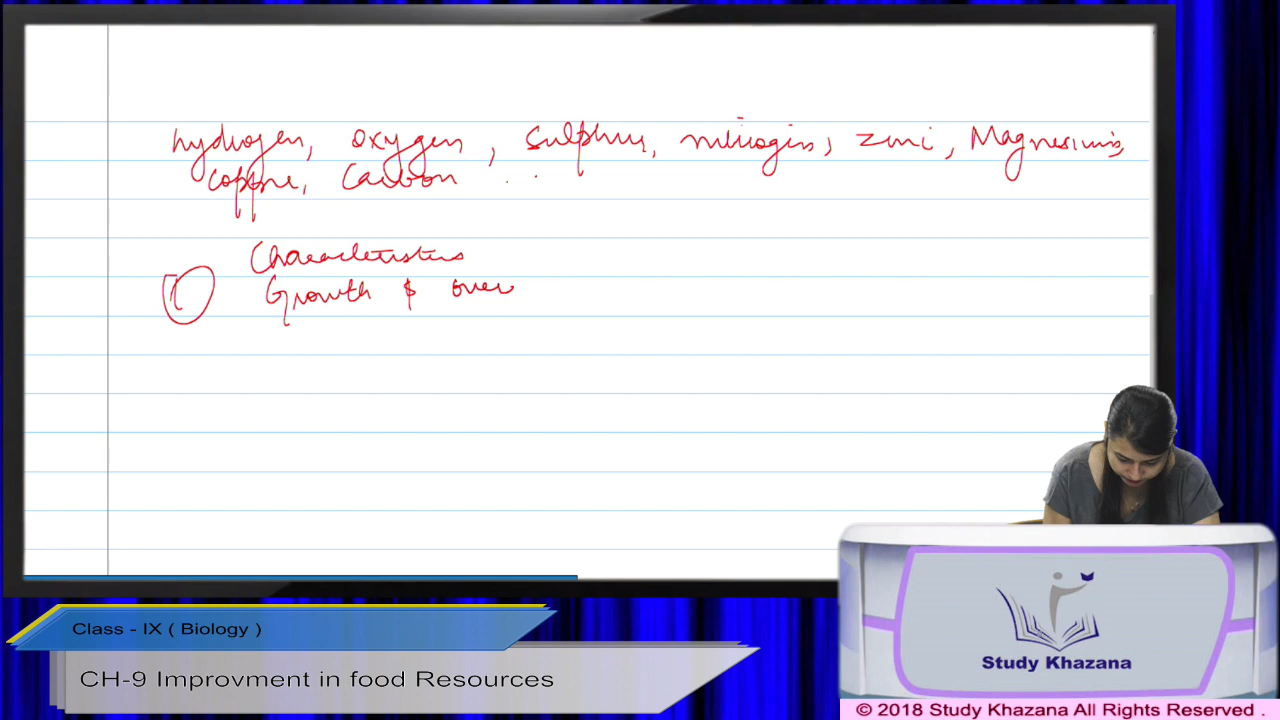 hydrogen, oxygen, Sulphur, nitrogen, zinc, Magnesium,
Copper, Carbon . .
Characteristics
1 Growth & over
Class - IX ( Biology )
CH-9 Improvment in food Resources
Study Khazana
© 2018 Study Khazana All Rights Reserved .